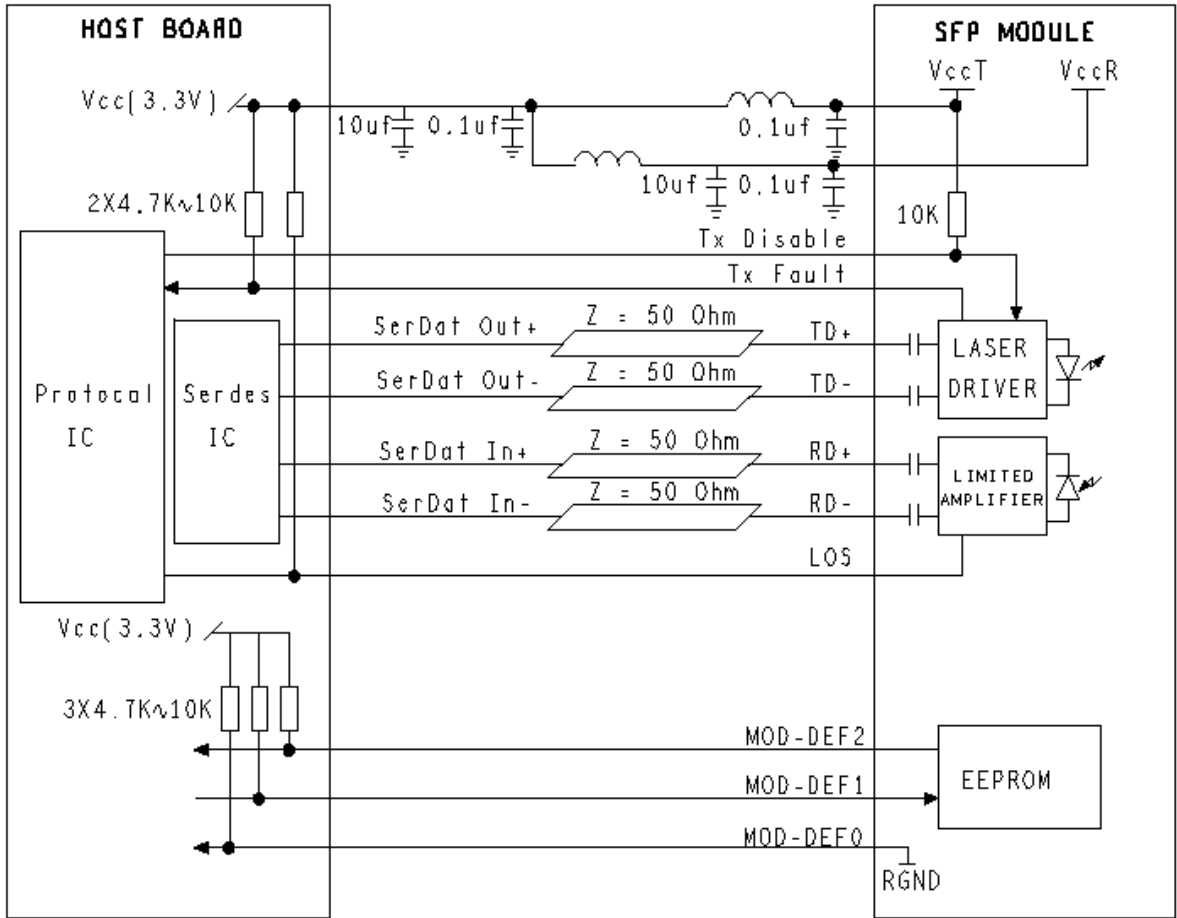 HOST BOARD
SFP MODULE
VccT
VccR
Vcc(3.3V)
10uf
0.1uf
0.1uf
10uf
0.1uf
2X4.7K~10K
10K
Tx Disable
Tx Fault
SerDat Out+
Z = 50 Ohm
TD+
LASER
DRIVER
SerDat Out-
Z = 50 Ohm
TD-
Protocal
IC
Serdes
IC
SerDat In+
Z = 50 Ohm
RD+
LIMITED
AMPLIFIER
SerDat In-
Z = 50 Ohm
RD-
LOS
Vcc(3.3V)
3X4.7K~10K
MOD-DEF2
EEPROM
MOD-DEF1
MOD-DEF0
RGND